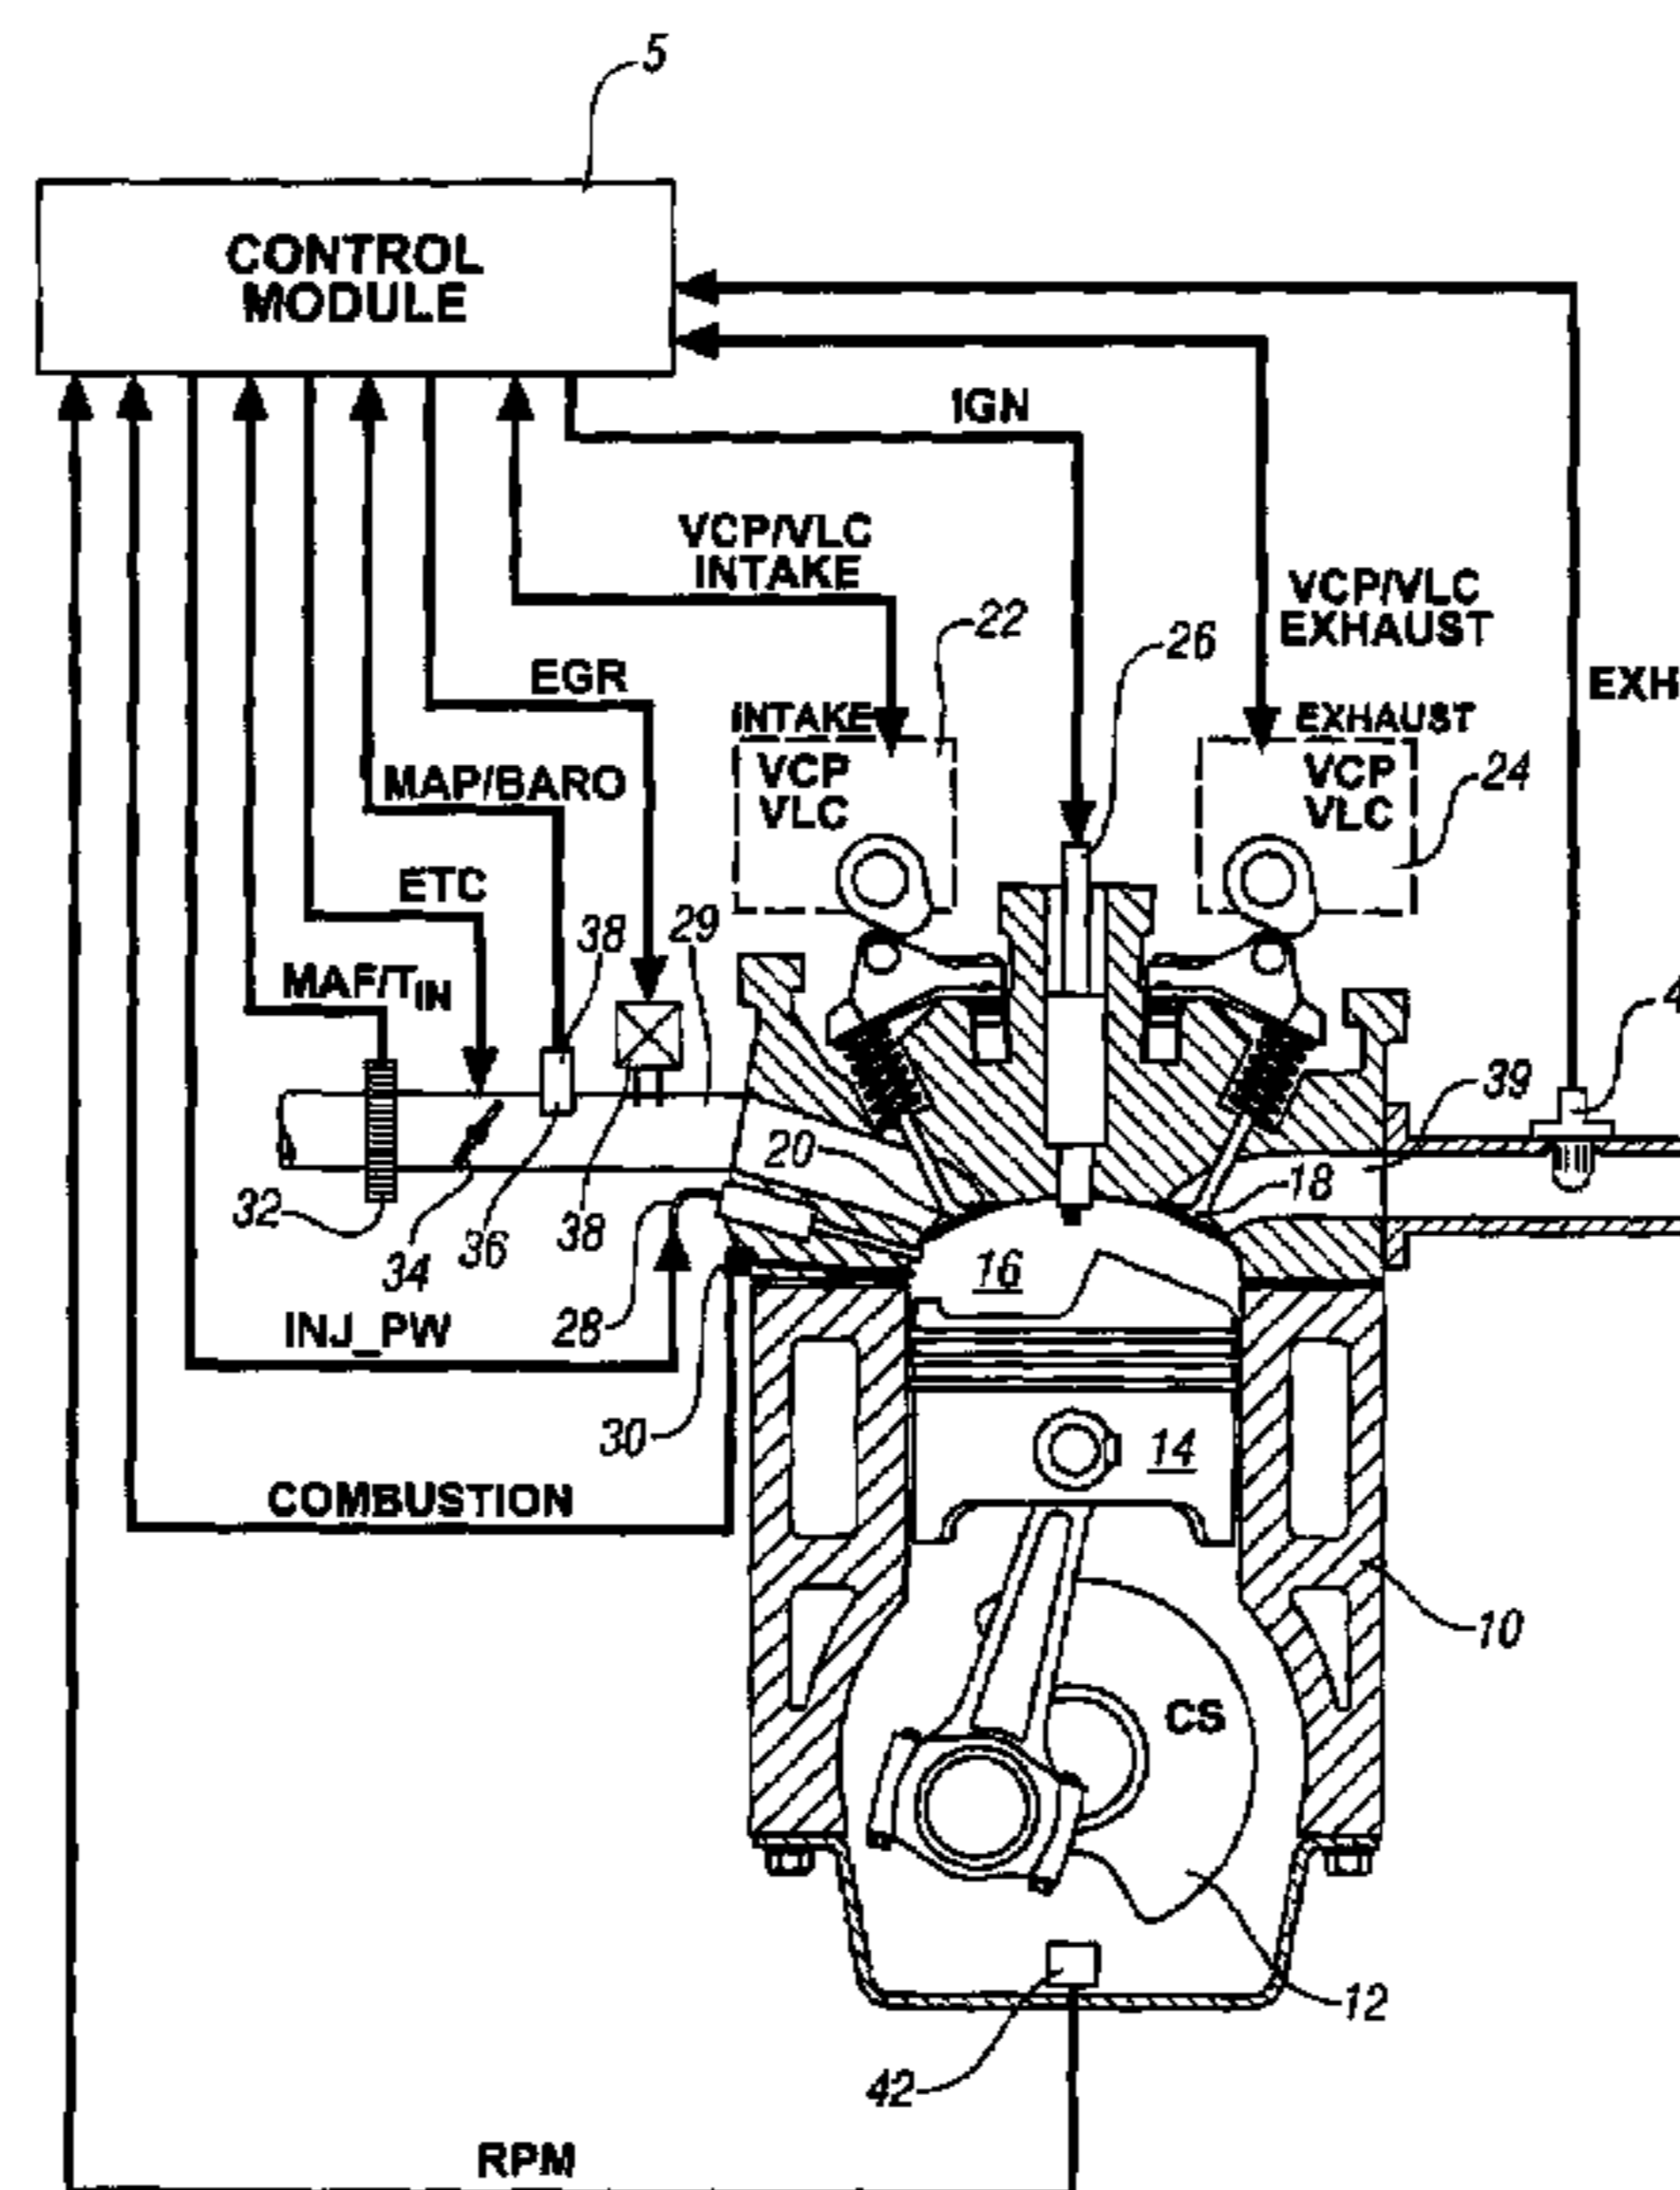 5
CONTROL
MODULE
IGN
VCP/VLC
INTAKE
VCP/VLC
EXHAUST
22
26
EGR
EXH
INTAKE
EXHAUST
VCP
VLC
VCP
VLC
24
MAP/BARO
ETC
38
29
MAF/TIN
4
39
20
18
32
34
36
38
16
28
INJ_PW
30
14
COMBUSTION
10
CS
12
42
RPM